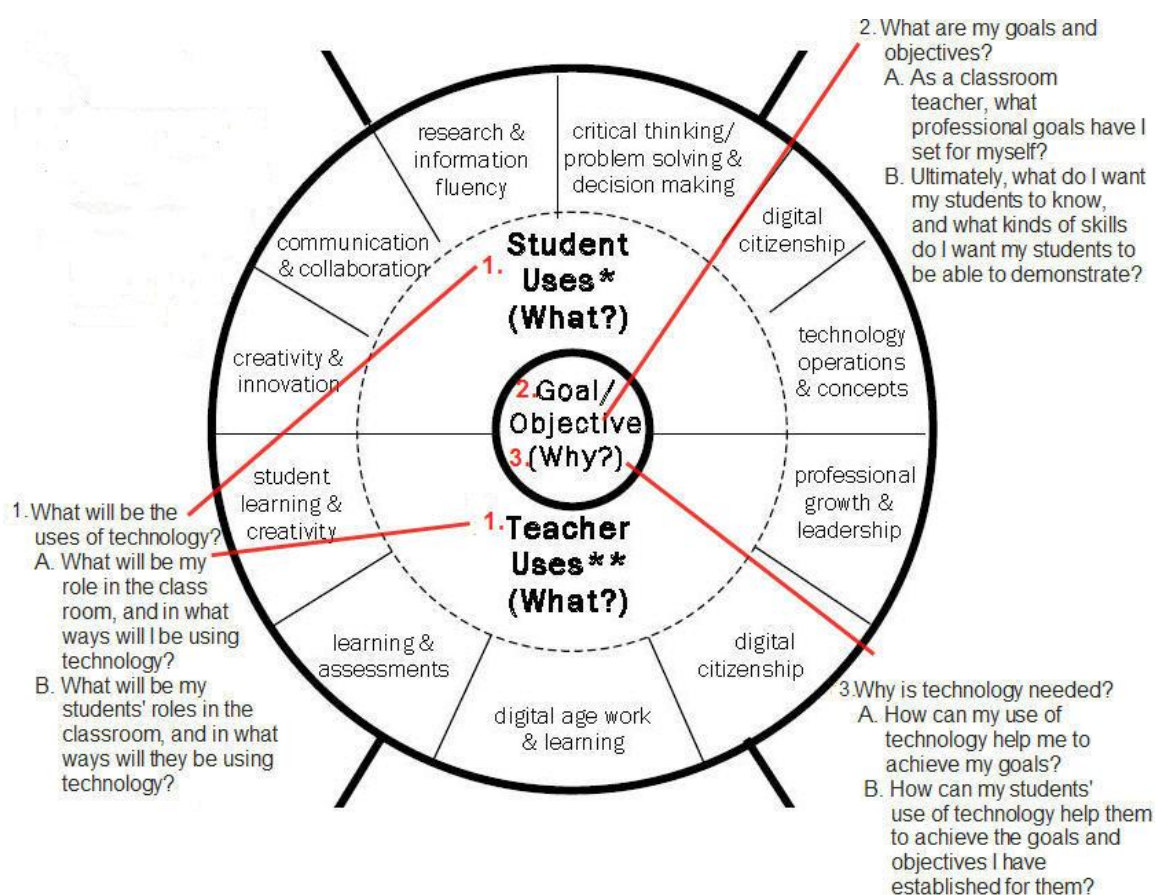 2. What are my goals and
objectives?
A. As a classroom
teacher, what
professional goals have I
set for myself?
B. Ultimately, what do I want
my students to know,
and what kinds of skills
do I want my students to
be able to demonstrate?
research &
information
fluency
critical thinking/
problem solving &
decision making
digital
citizenship
communication
& collaboration
1. Student
Uses*
(What?)
technology
operations
& concepts
creativity &
innovation
2. Goal/
Objective
3. (Why?)
student
learning &
creativity
professional
growth &
leadership
1. What will be the
uses of technology?
A. What will be my
role in the class
room, and in what
ways will I be using
technology?
B. What will be my
students' roles in the
classroom, and in what
ways will they be using
technology?
1. Teacher
Uses**
(What?)
learning &
assessments
digital age work
& learning
digital
citizenship
3. Why is technology needed?
A. How can my use of
technology help me to
achieve my goals?
B. How can my students'
use of technology help them
to achieve the goals and
objectives I have
established for them?